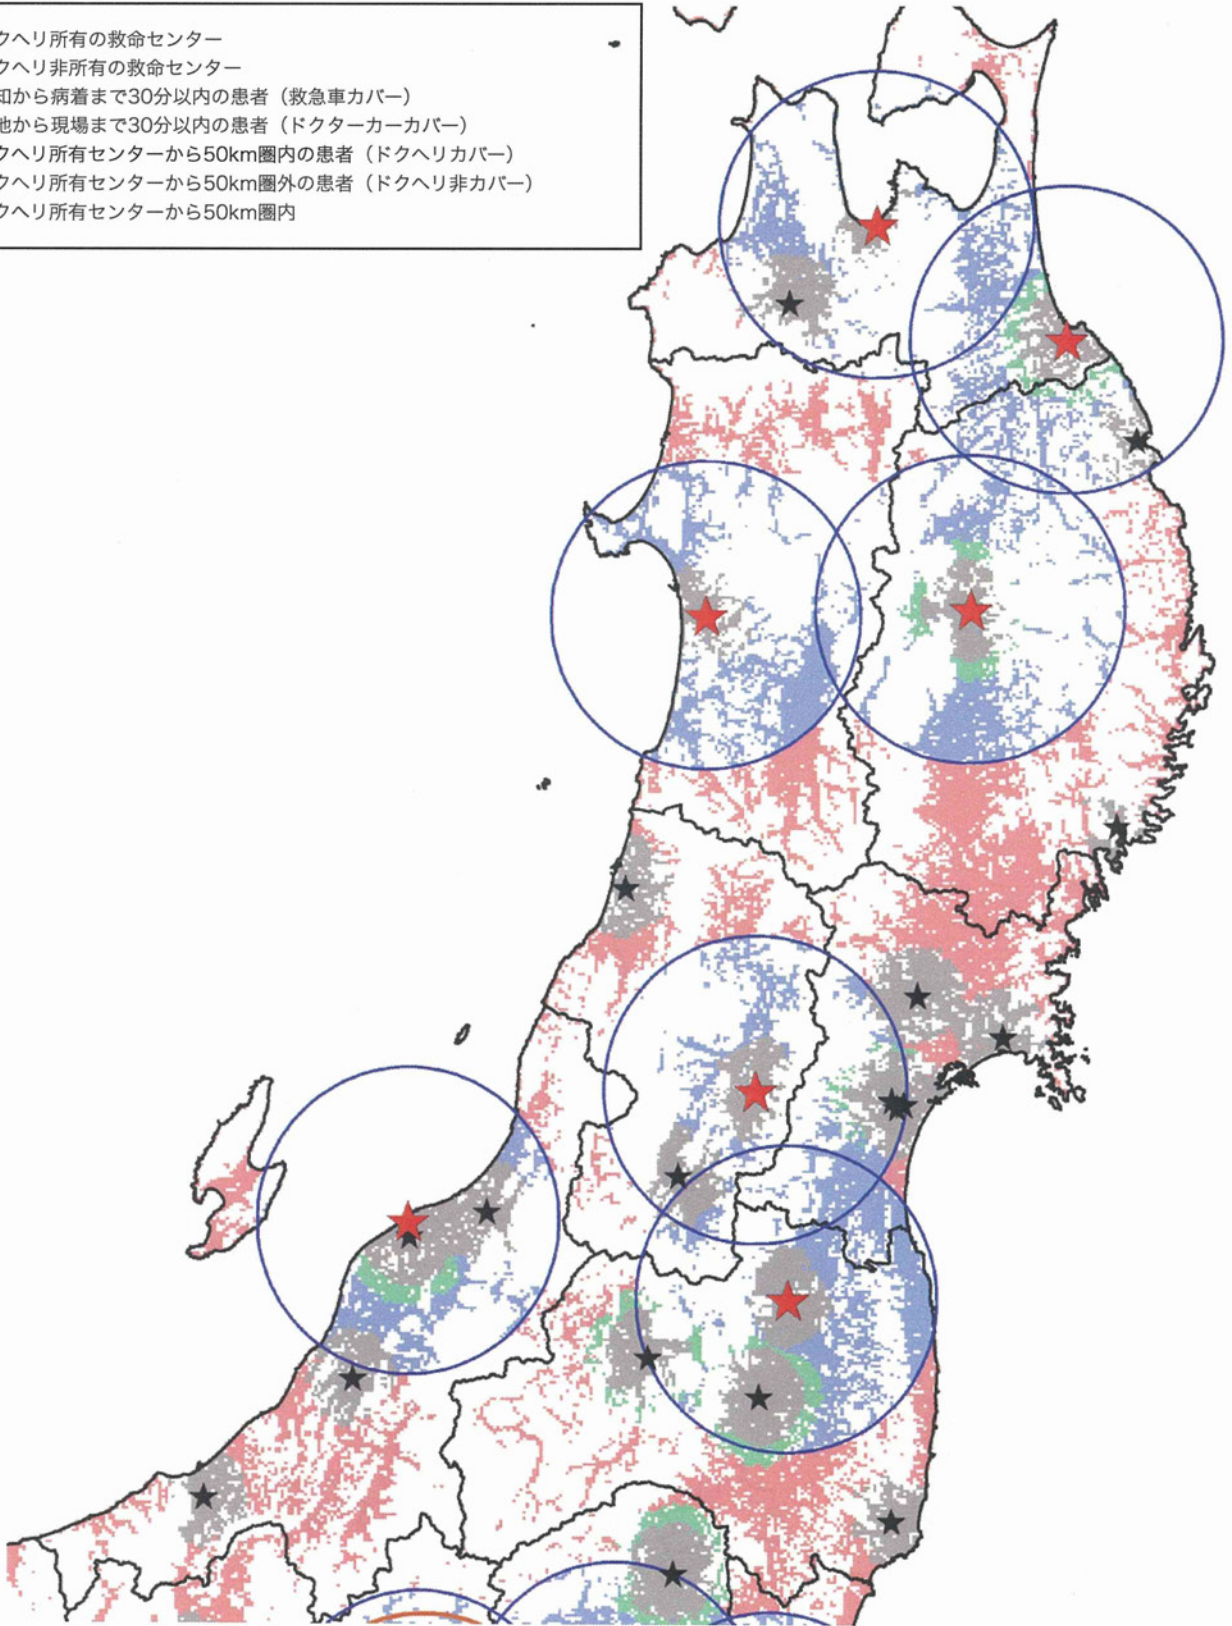 クヘリ所有の救命センター
クヘリ非所有の救命センター
知から病着まで30分以内の患者（救急車カバー）
地から現場まで30分以内の患者（ドクターカーカバー）
クヘリ所有センターから50km圏内の患者（ドクヘリカバー）
クヘリ所有センターから50km圏外の患者（ドクヘリ非カバー）
クヘリ所有センターから50km圏内